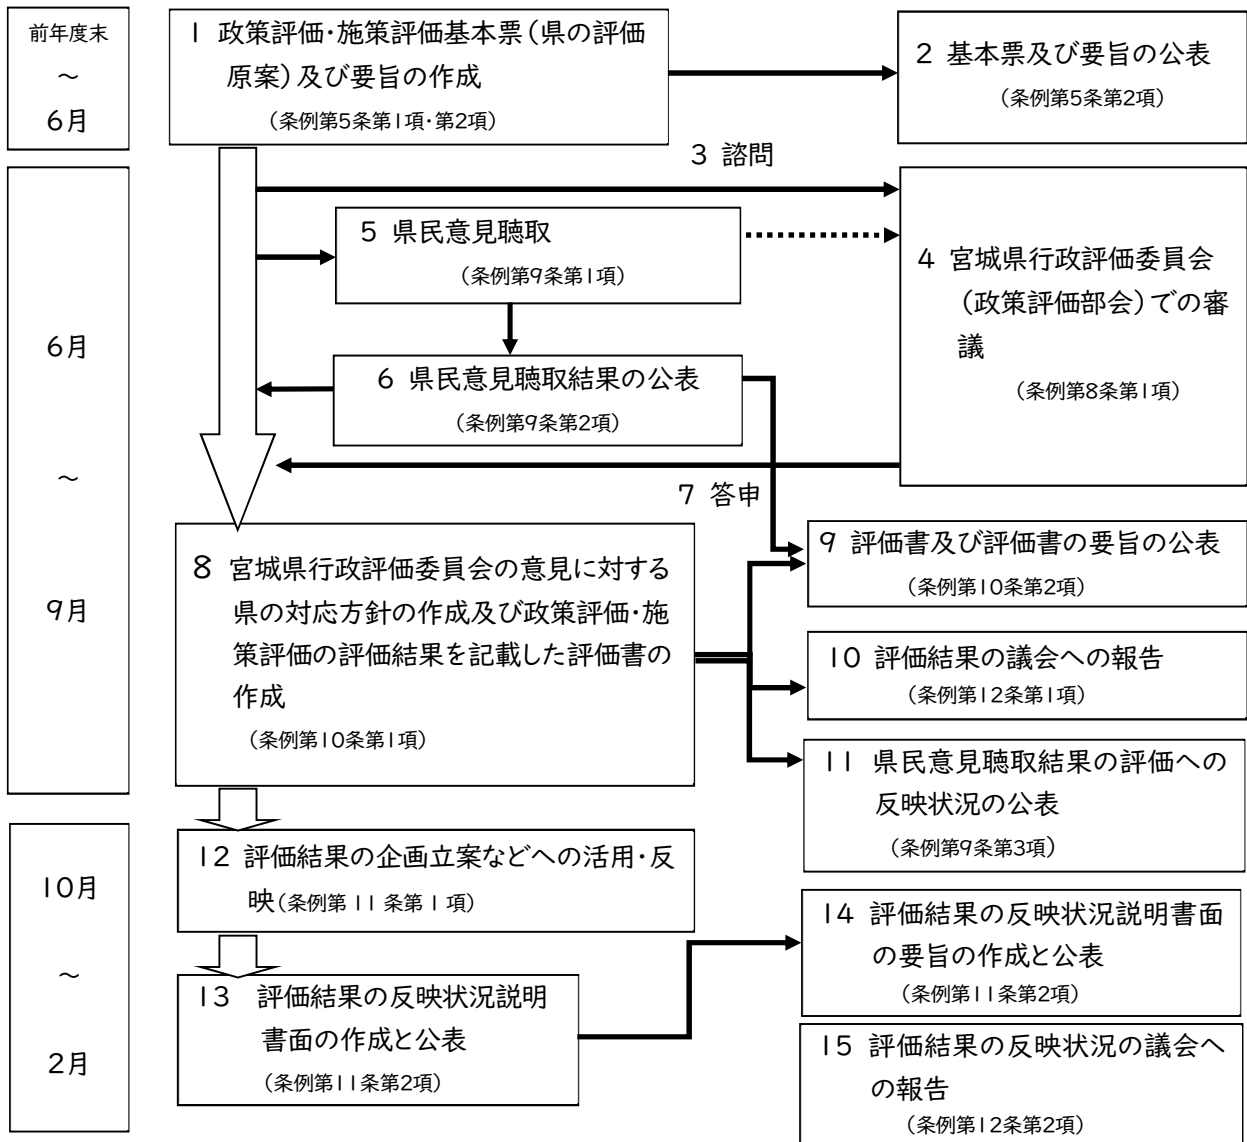 前年度末
～
6月
1 政策評価・施策評価基本票(県の評価
原案)及び要旨の作成
(条例第5条第1項・第2項)
2 基本票及び要旨の公表
(条例第5条第2項)
3 諮問
6月
～
9月
5 県民意見聴取
(条例第9条第1項)
4 宮城県行政評価委員会
(政策評価部会)での審
議
(条例第8条第1項)
6 県民意見聴取結果の公表
(条例第9条第2項)
7 答申
8 宮城県行政評価委員会の意見に対する
県の対応方針の作成及び政策評価・施
策評価の評価結果を記載した評価書の
作成
(条例第10条第1項)
9 評価書及び評価書の要旨の公表
(条例第10条第2項)
10 評価結果の議会への報告
(条例第12条第1項)
11 県民意見聴取結果の評価への
反映状況の公表
(条例第9条第3項)
10月
～
2月
12 評価結果の企画立案などへの活用・反
映(条例第11条第1項)
13 評価結果の反映状況説明
書面の作成と公表
(条例第11条第2項)
14 評価結果の反映状況説明書面
の要旨の作成と公表
(条例第11条第2項)
15 評価結果の反映状況の議会へ
の報告
(条例第12条第2項)